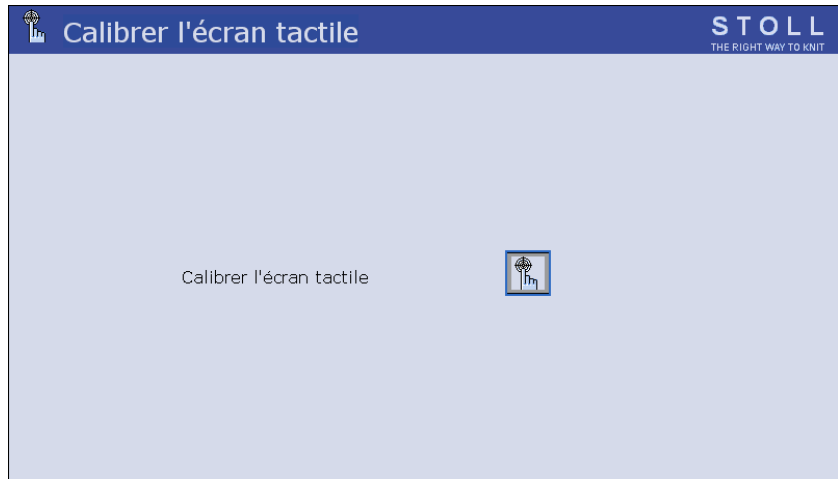 Calibrer l'écran tactile
STOLL
THE RIGHT WAY TO KNIT
Calibrer l'écran tactile